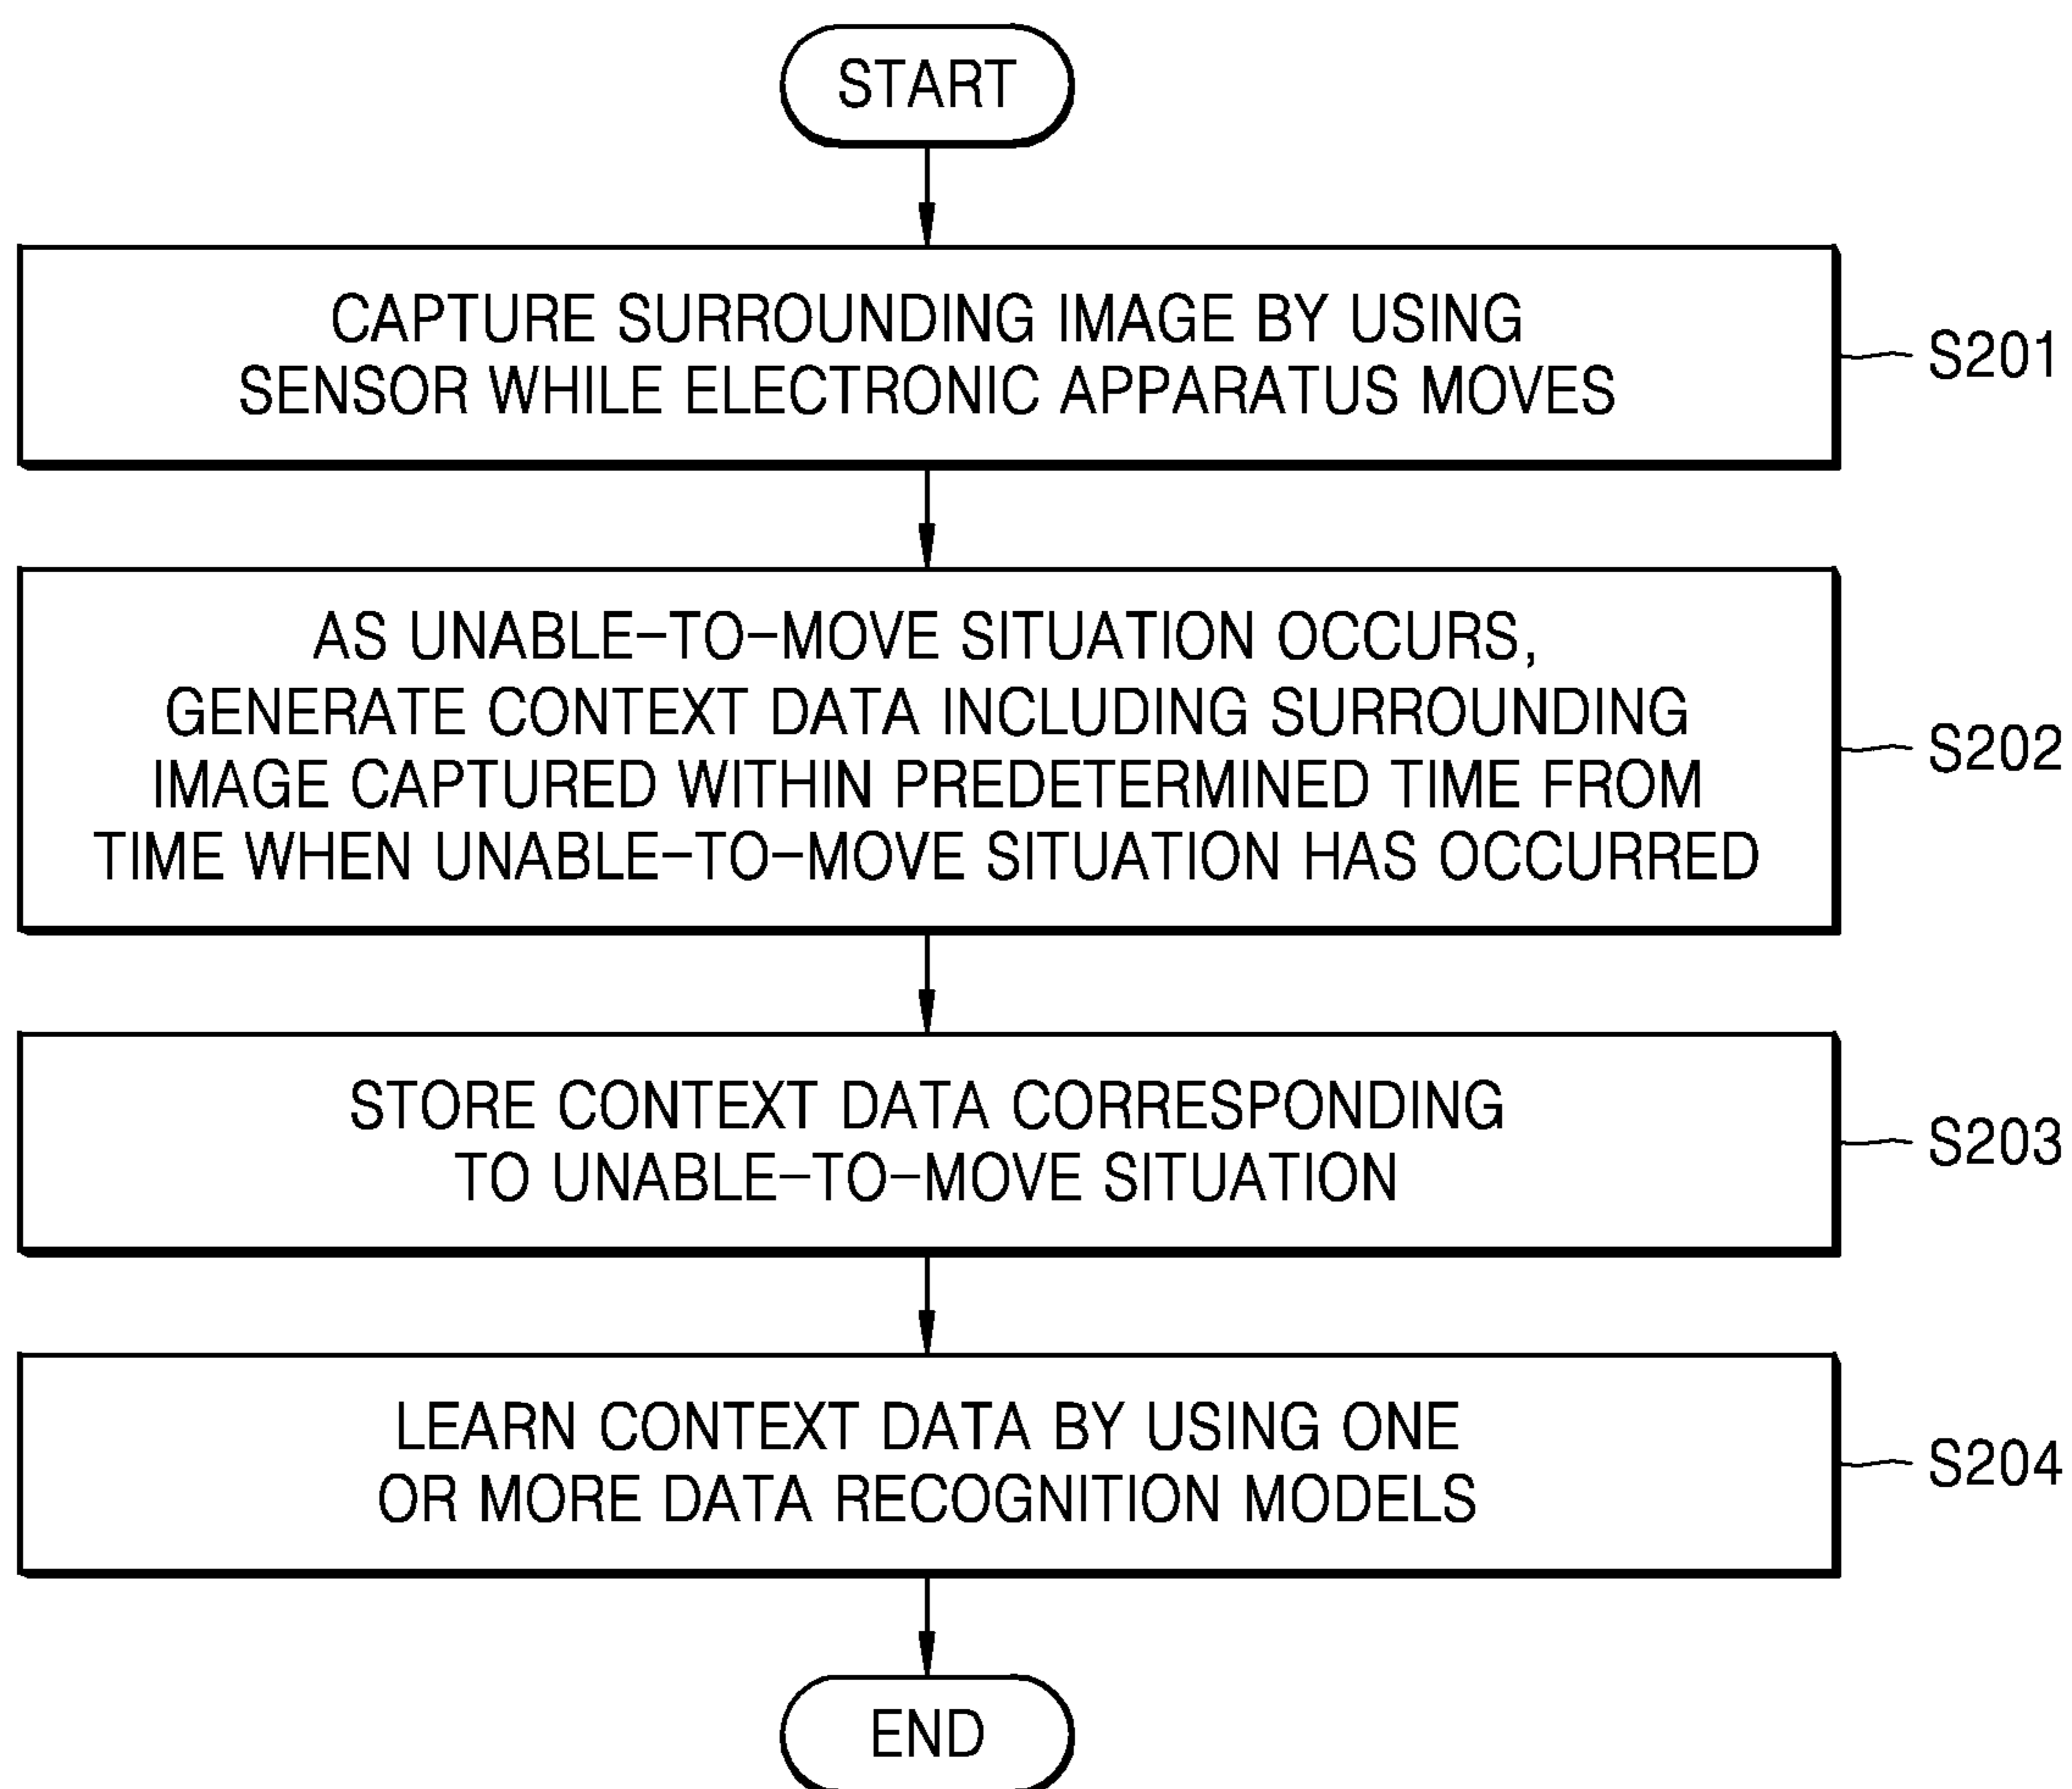 START
CAPTURE SURROUNDING IMAGE BY USING
SENSOR WHILE ELECTRONIC APPARATUS MOVES
S201
AS UNABLE-TO-MOVE SITUATION OCCURS,
GENERATE CONTEXT DATA INCLUDING SURROUNDING
IMAGE CAPTURED WITHIN PREDETERMINED TIME FROM
TIME WHEN UNABLE-TO-MOVE SITUATION HAS OCCURRED
S202
STORE CONTEXT DATA CORRESPONDING
TO UNABLE-TO-MOVE SITUATION
S203
LEARN CONTEXT DATA BY USING ONE
OR MORE DATA RECOGNITION MODELS
S204
END